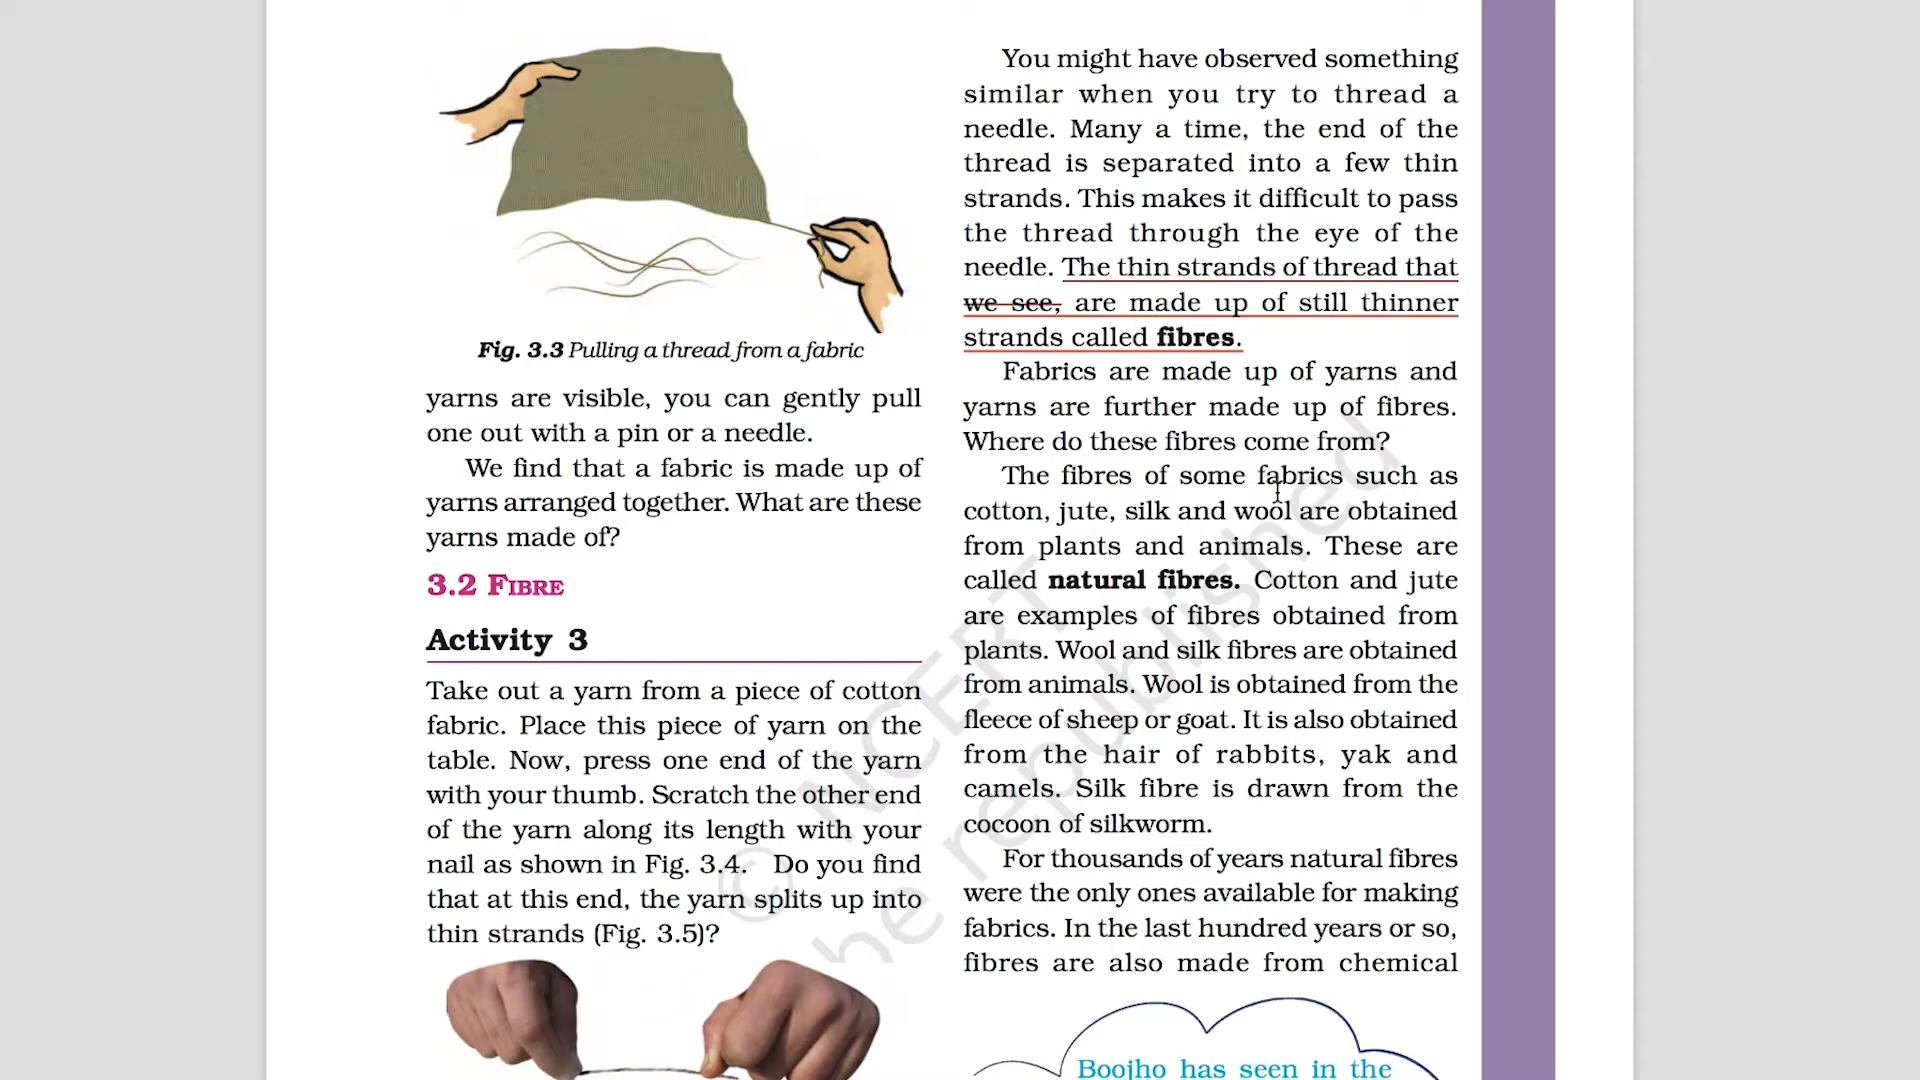 Fig. 3.3 Pulling a thread from a fabric
yarns are visible, you can gently pull
one out with a pin or a needle.
We find that a fabric is made up of
yarns arranged together. What are these
yarns made of?
3.2 FIBRE
Activity 3
Take out a yarn from a piece of cotton
fabric. Place this piece of yarn on the
table. Now, press one end of the yarn
with your thumb. Scratch the other end
of the yarn along its length with your
nail as shown in Fig. 3.4. Do you find
that at this end, the yarn splits up into
thin strands (Fig. 3.5)?
You might have observed something
similar when you try to thread a
needle. Many a time, the end of the
thread is separated into a few thin
strands. This makes it difficult to pass
the thread through the eye of the
needle. The thin strands of thread that
we see, are made up of still thinner
strands called fibres.
Fabrics are made up of yarns and
yarns are further made up of fibres.
Where do these fibres come from?
The fibres of some fabrics such as
cotton, jute, silk and wool are obtained
from plants and animals. These are
called natural fibres. Cotton and jute
are examples of fibres obtained from
plants. Wool and silk fibres are obtained
from animals. Wool is obtained from the
fleece of sheep or goat. It is also obtained
from the hair of rabbits, yak and
camels. Silk fibre is drawn from the
cocoon of silkworm.
For thousands of years natural fibres
were the only ones available for making
fabrics. In the last hundred years or so,
fibres are also made from chemical
Boojho has seen in the
© NCERT
be republished